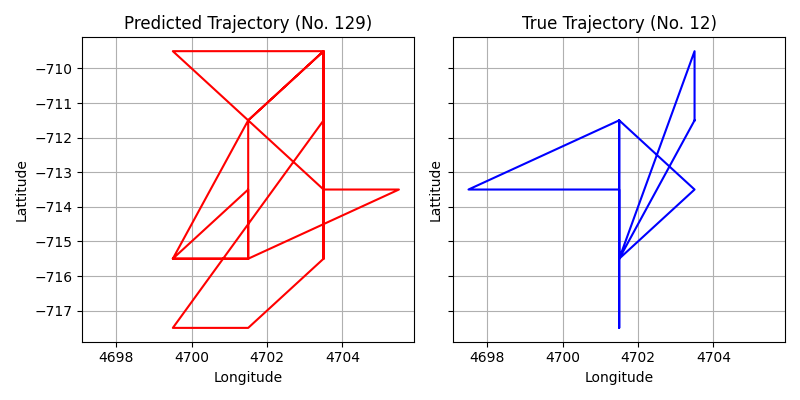 Predicted Trajectory (No. 129)
True Trajectory (No. 12)
Lattitude
−710
−711
−712
−713
−714
−715
−716
−717
4698
4700
4702
4704
Longitude
Lattitude
4698
4700
4702
4704
Longitude